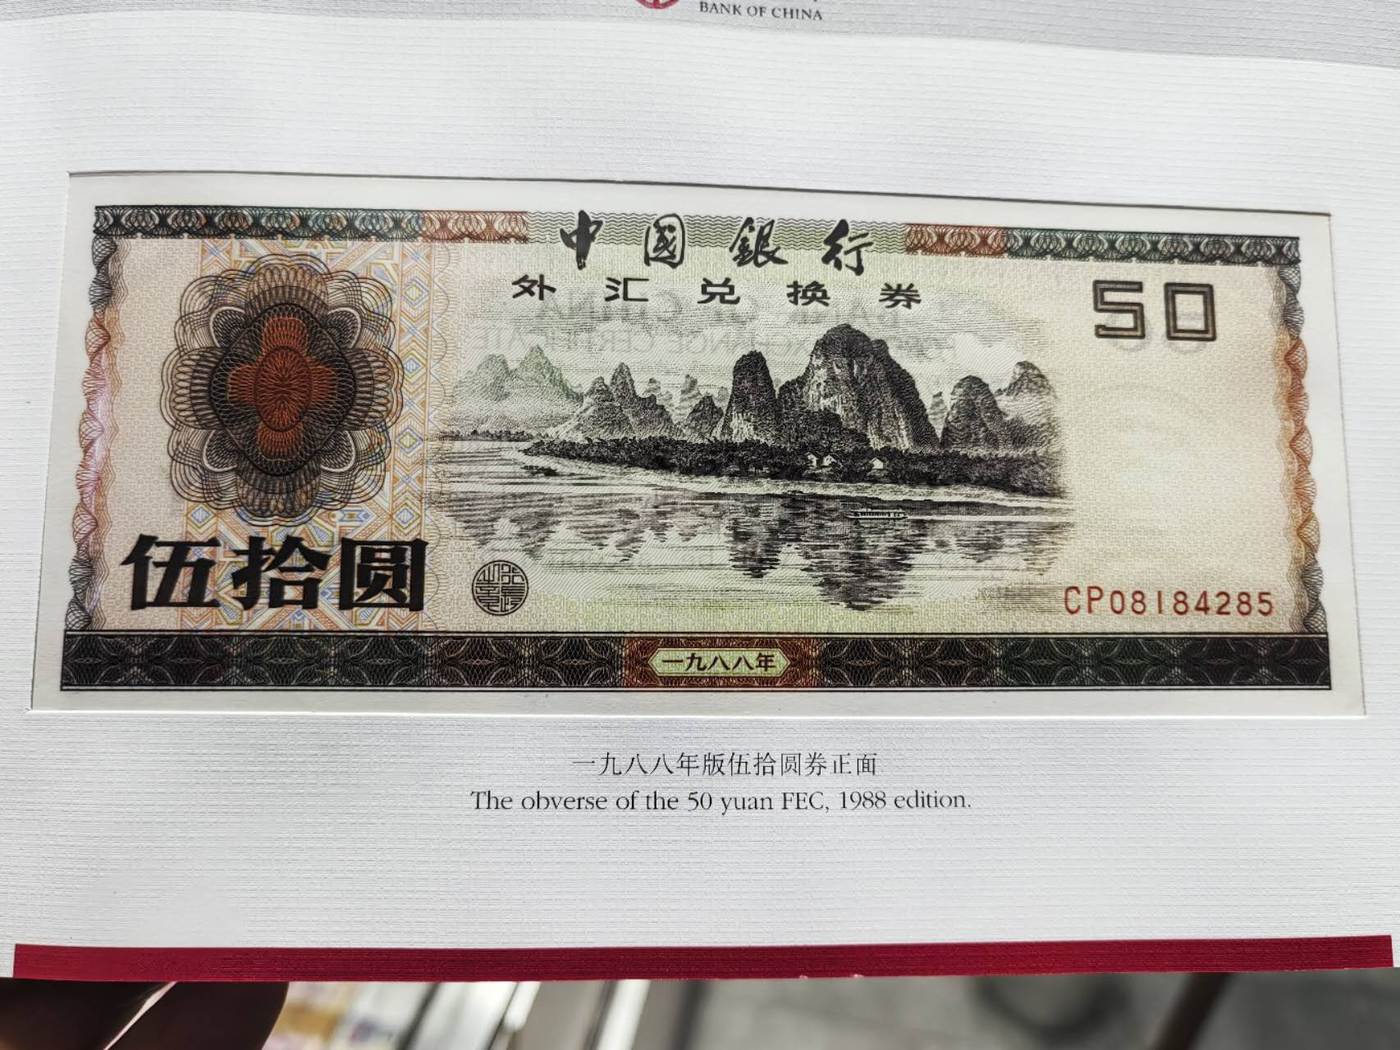 BANK OF CHINA
中國銀行
外汇兑换券
50
伍拾圆
CP08184285
一九八八年
一九八八年版伍拾圆券正面
The obverse of the 50 yuan FEC, 1988 edition.